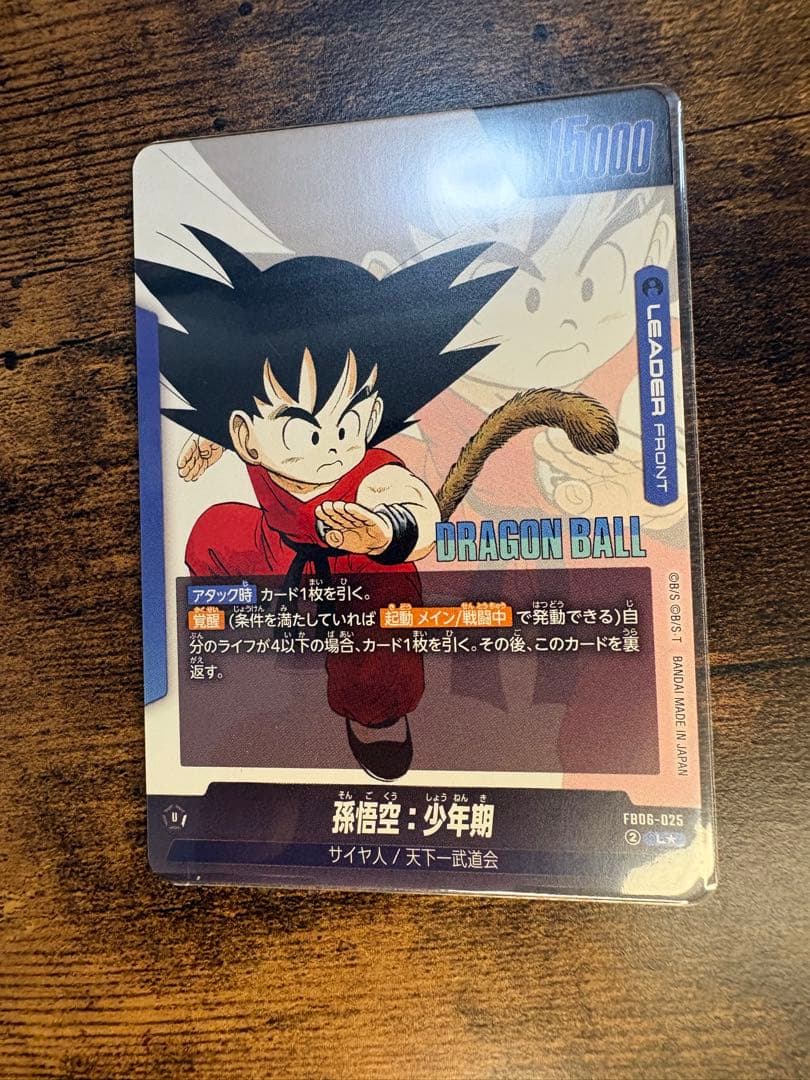 15000
LEADER FRONT
DRAGON BALL
アタック時 カード1枚を引く。
覚醒 (条件を満たしていれば 起動メイン/戦闘中 で発動できる)自
分のライフが4以下の場合、カード1枚を引く。その後、このカードを裏
返す。
©B/S ©B/S-T BANDAI MADE IN JAPAN
U
孫悟空：少年期
FB06-025
② L★
サイヤ人 / 天下一武道会